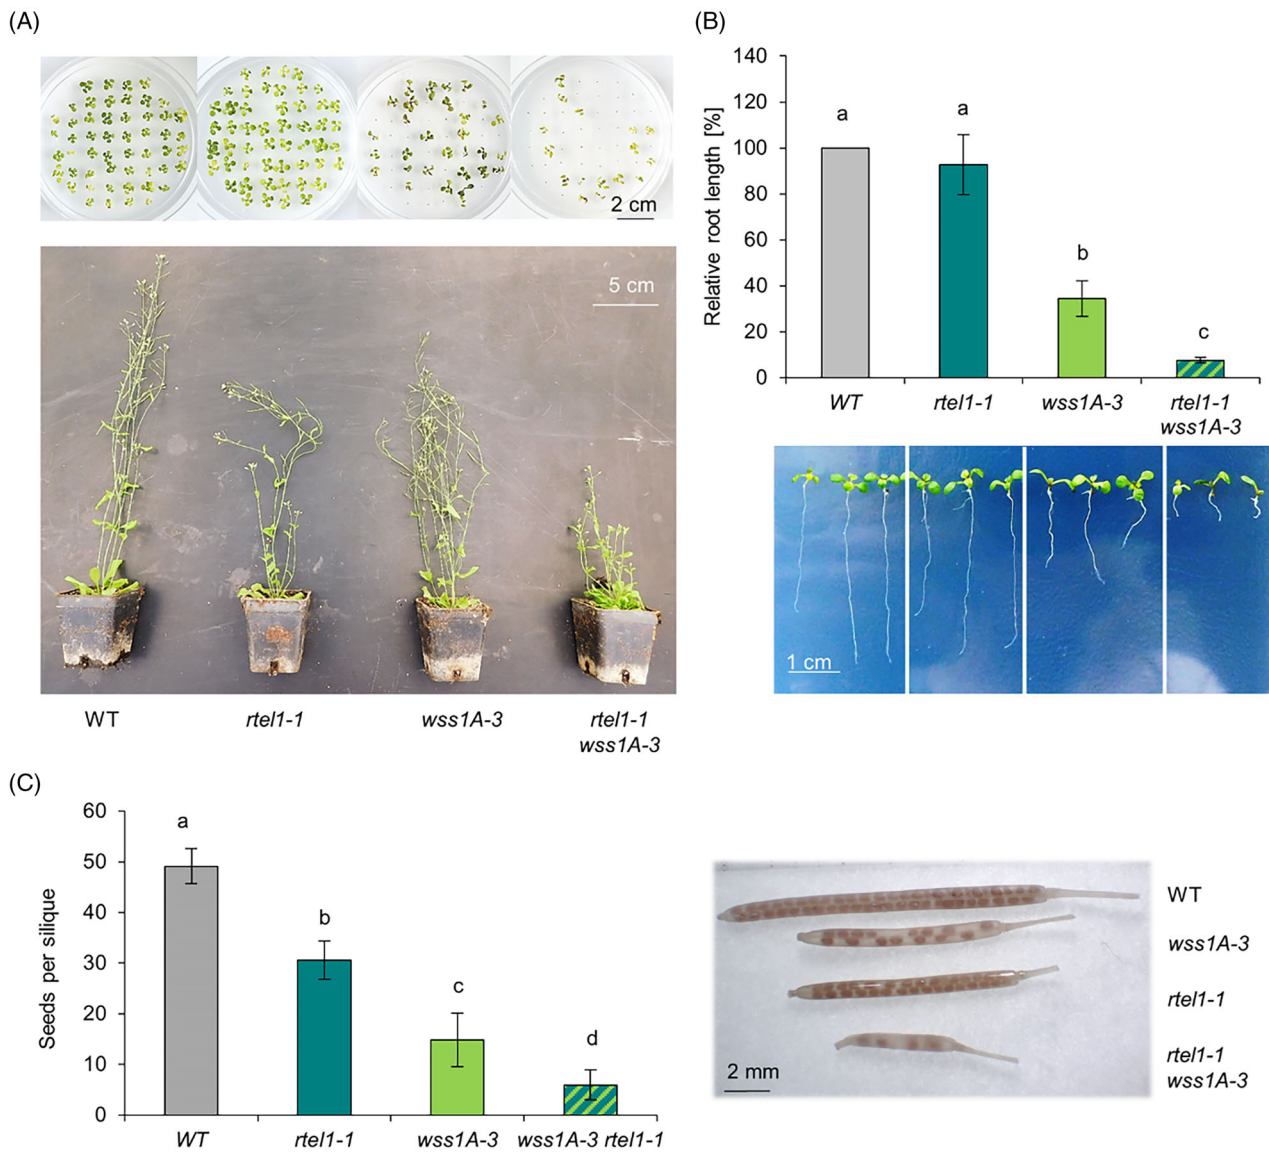 (A)
2 cm
5 cm
WT
rtel1-1
wss1A-3
rtel1-1
wss1A-3
(B)
Relative root length [%]
140
120
100
80
60
40
20
0
a
a
b
c
WT
rtel1-1
wss1A-3
rtel1-1
wss1A-3
1 cm
(C)
Seeds per silique
60
50
40
30
20
10
0
a
b
c
d
WT
rtel1-1
wss1A-3
wss1A-3 rtel1-1
WT
wss1A-3
rtel1-1
rtel1-1
wss1A-3
2 mm